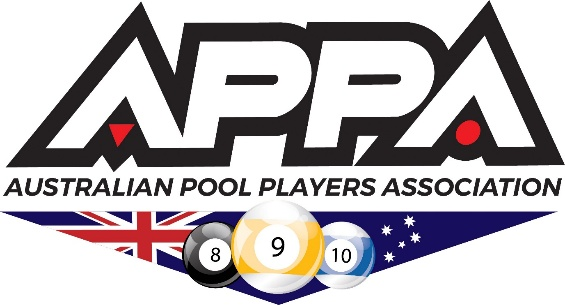 APPA
AUSTRALIAN POOL PLAYERS ASSOCIATION
8 9 10